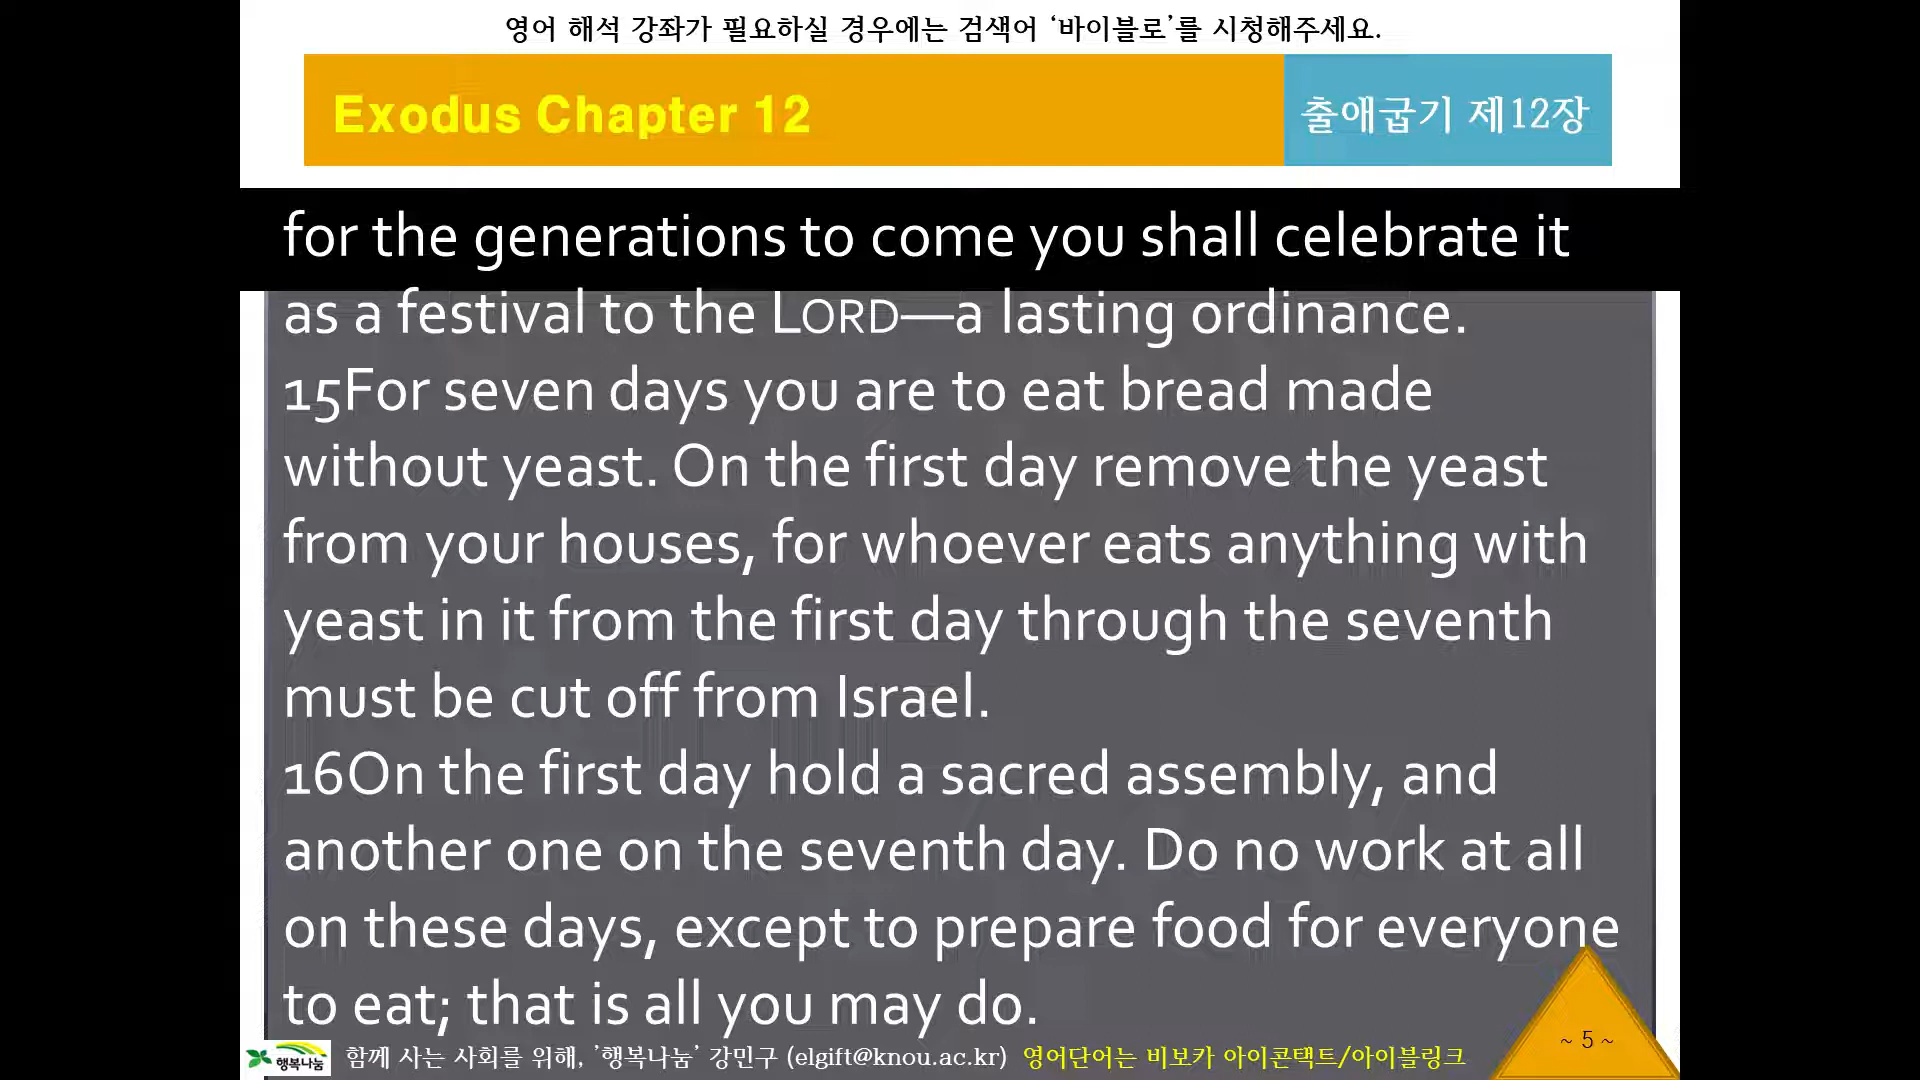 영어 해석 강좌가 필요하실 경우에는 검색어 ‘바이블로’를 시청해주세요.
Exodus Chapter 12
출애굽기 제12장
for the generations to come you shall celebrate it
as a festival to the LORD—a lasting ordinance.
15For seven days you are to eat bread made
without yeast. On the first day remove the yeast
from your houses, for whoever eats anything with
yeast in it from the first day through the seventh
must be cut off from Israel.
16On the first day hold a sacred assembly, and
another one on the seventh day. Do no work at all
on these days, except to prepare food for everyone
to eat; that is all you may do.
~ 5 ~
행복나눔 함께 사는 사회를 위해, ’행복나눔’ 강민구 (elgift@knou.ac.kr) 영어단어는 비보카 아이콘택트/아이블링크